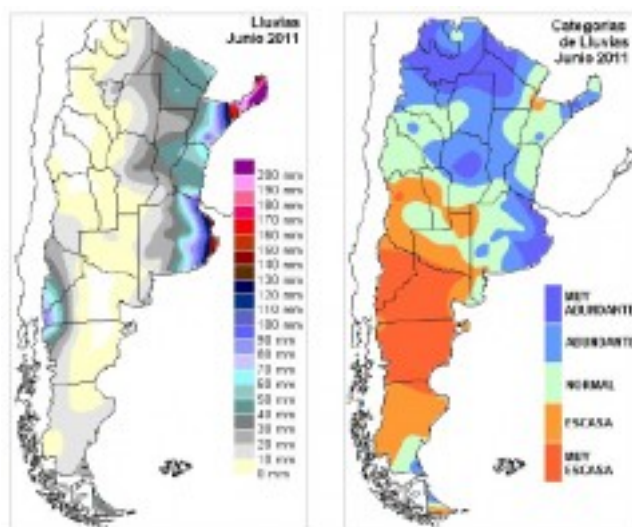 Lluvias
Junio 2011
200 mm
190 mm
180 mm
170 mm
160 mm
150 mm
140 mm
130 mm
120 mm
110 mm
100 mm
90 mm
80 mm
70 mm
60 mm
50 mm
40 mm
30 mm
20 mm
10 mm
0 mm
Categorias
de Lluvias
Junio 2011
MUY
ABUNDANTE
ABUNDANTE
NORMAL
ESCASA
MUY
ESCASA